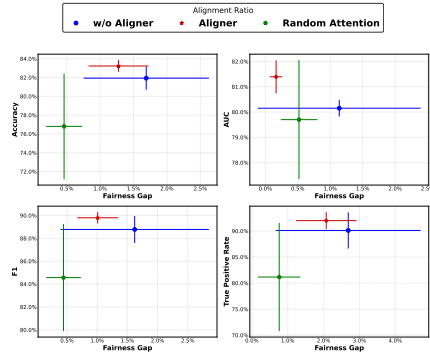 Alignment Ratio
w/o Aligner Aligner Random Attention
84.0%
82.0%
80.0%
78.0%
76.0%
74.0%
72.0%
Accuracy
0.5% 1.0% 1.5% 2.0% 2.5%
Fairness Gap
82.0%
81.0%
80.0%
79.0%
78.0%
AUC
0.0% 0.5% 1.0% 1.5% 2.0% 2.5%
Fairness Gap
90.0%
88.0%
86.0%
84.0%
82.0%
80.0%
F1
0.5% 1.0% 1.5% 2.0% 2.5%
Fairness Gap
90.0%
85.0%
80.0%
75.0%
70.0%
True Positive Rate
0.0% 1.0% 2.0% 3.0% 4.0%
Fairness Gap